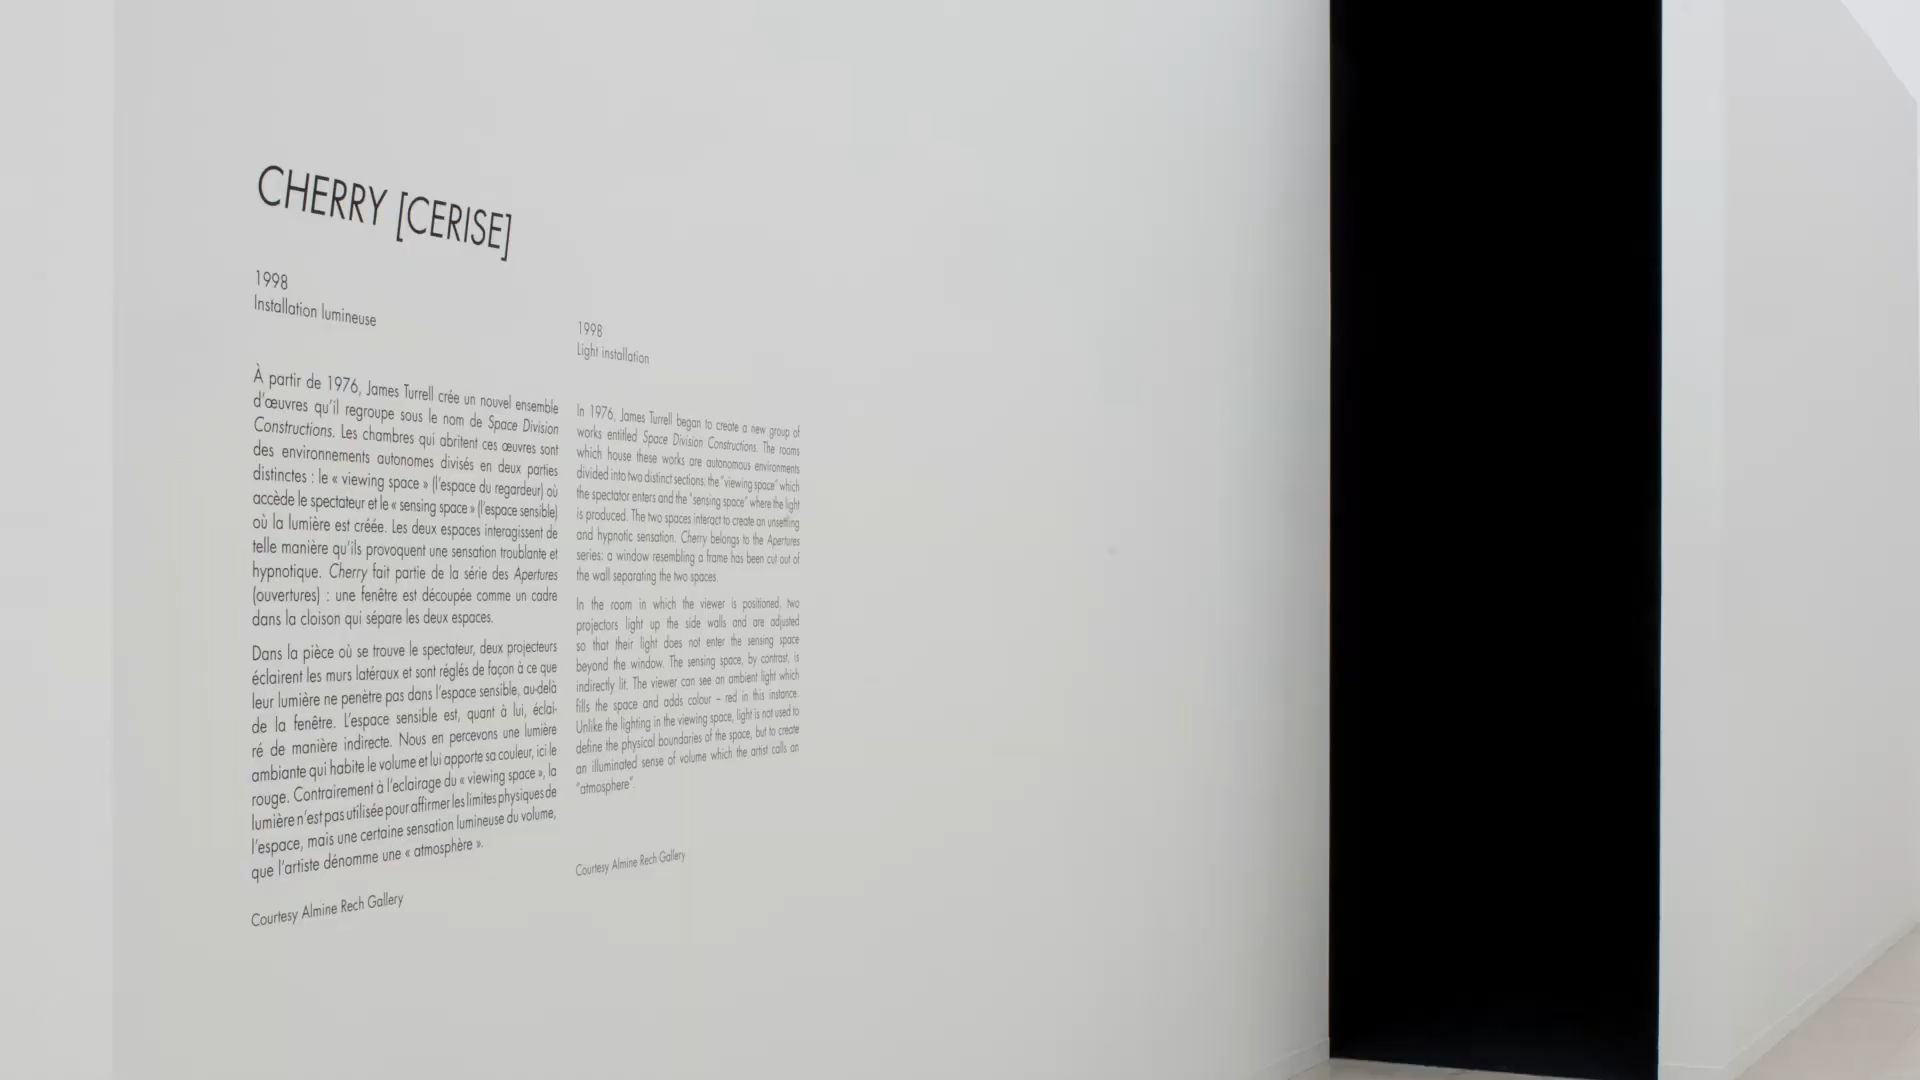 CHERRY [CERISE]
1998
Installation lumineuse
À partir de 1976, James Turrell crée un nouvel ensemble
d'œuvres qu'il regroupe sous le nom de Space Division
Constructions. Les chambres qui abritent ces œuvres sont
des environnements autonomes divisés en deux parties
distinctes : le « viewing space » (l'espace du regardeur) où
accède le spectateur et le « sensing space » (l'espace sensible)
où la lumière est créée. Les deux espaces interagissent de
telle manière qu'ils provoquent une sensation troublante et
hypnotique. Cherry fait partie de la série des Apertures
(ouvertures) : une fenêtre est découpée comme un cadre
dans la cloison qui sépare les deux espaces.
Dans la pièce où se trouve le spectateur, deux projecteurs
éclairent les murs latéraux et sont réglés de façon à ce que
leur lumière ne penètre pas dans l'espace sensible, au-delà
de la fenêtre. L'espace sensible est, quant à lui, éclai-
ré de manière indirecte. Nous en percevons une lumière
ambiante qui habite le volume et lui apporte sa couleur, ici le
rouge. Contrairement à l'eclairage du « viewing space », la
lumière n'est pas utilisée pour affirmer les limites physiques de
l'espace, mais une certaine sensation lumineuse du volume,
que l'artiste dénomme une « atmosphère ».
Courtesy Almine Rech Gallery
1998
Light installation
In 1976, James Turrell began to create a new group of
works entitled Space Division Constructions. The rooms
which house these works are autonomous environments
divided into two distinct sections: the "viewing space" which
the spectator enters and the "sensing space" where the light
is produced. The two spaces interact to create an unsettling
and hypnotic sensation. Cherry belongs to the Apertures
series: a window resembling a frame has been cut out of
the wall separating the two spaces.
In the room in which the viewer is positioned, two
projectors light up the side walls and are adjusted
so that their light does not enter the sensing space
beyond the window. The sensing space, by contrast, is
indirectly lit. The viewer can see an ambient light which
fills the space and adds colour – red in this instance.
Unlike the lighting in the viewing space, light is not used to
define the physical boundaries of the space, but to create
an illuminated sense of volume which the artist calls an
"atmosphere".
Courtesy Almine Rech Gallery